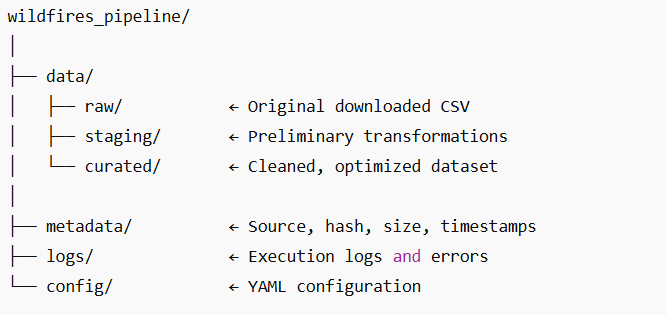 wildfires_pipeline/
│
├── data/
│   ├── raw/           ← Original downloaded CSV
│   ├── staging/       ← Preliminary transformations
│   └── curated/       ← Cleaned, optimized dataset
│
├── metadata/          ← Source, hash, size, timestamps
├── logs/              ← Execution logs and errors
└── config/            ← YAML configuration